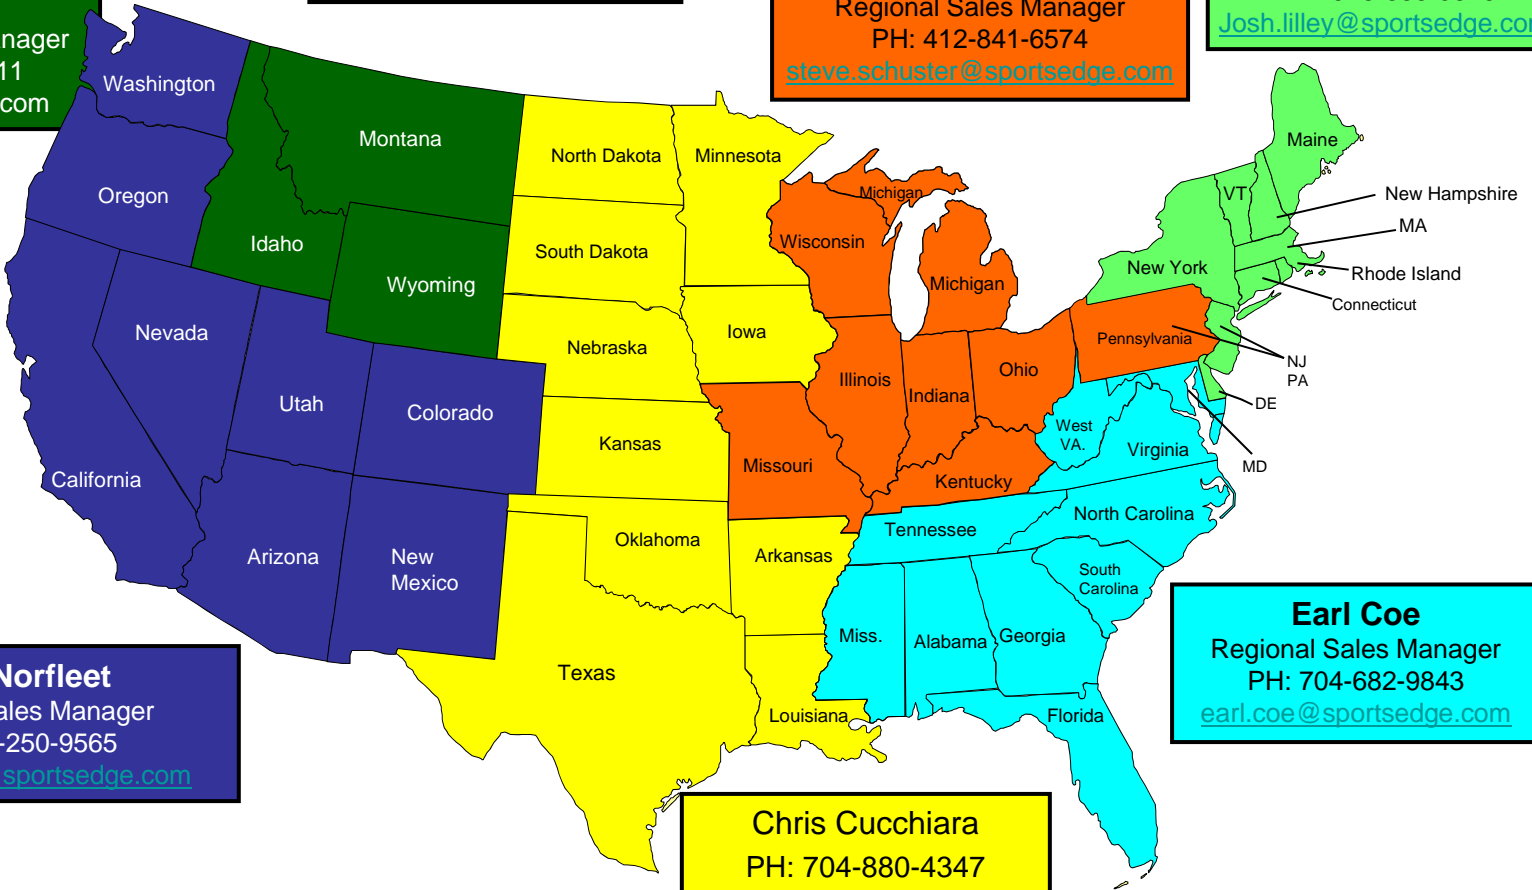 anager
11
.com
Regional Sales Manager
PH: 412-841-6574
steve.schuster@sportsedge.com
Josh.lilley@sportsedge.com
Washington
Oregon
Idaho
Montana
Wyoming
North Dakota
Minnesota
South Dakota
Nebraska
Iowa
Kansas
Missouri
Wisconsin
Michigan
Michigan
Illinois
Indiana
Ohio
Kentucky
Pennsylvania
New York
VT
Maine
New Hampshire
MA
Rhode Island
Connecticut
NJ
PA
DE
MD
West
VA.
Virginia
North Carolina
Tennessee
South
Carolina
Miss.
Alabama
Georgia
Florida
Nevada
Utah
Colorado
California
Arizona
New
Mexico
Oklahoma
Arkansas
Texas
Louisiana
Norfleet
ales Manager
-250-9565
sportsedge.com
Chris Cucchiara
PH: 704-880-4347
Earl Coe
Regional Sales Manager
PH: 704-682-9843
earl.coe@sportsedge.com